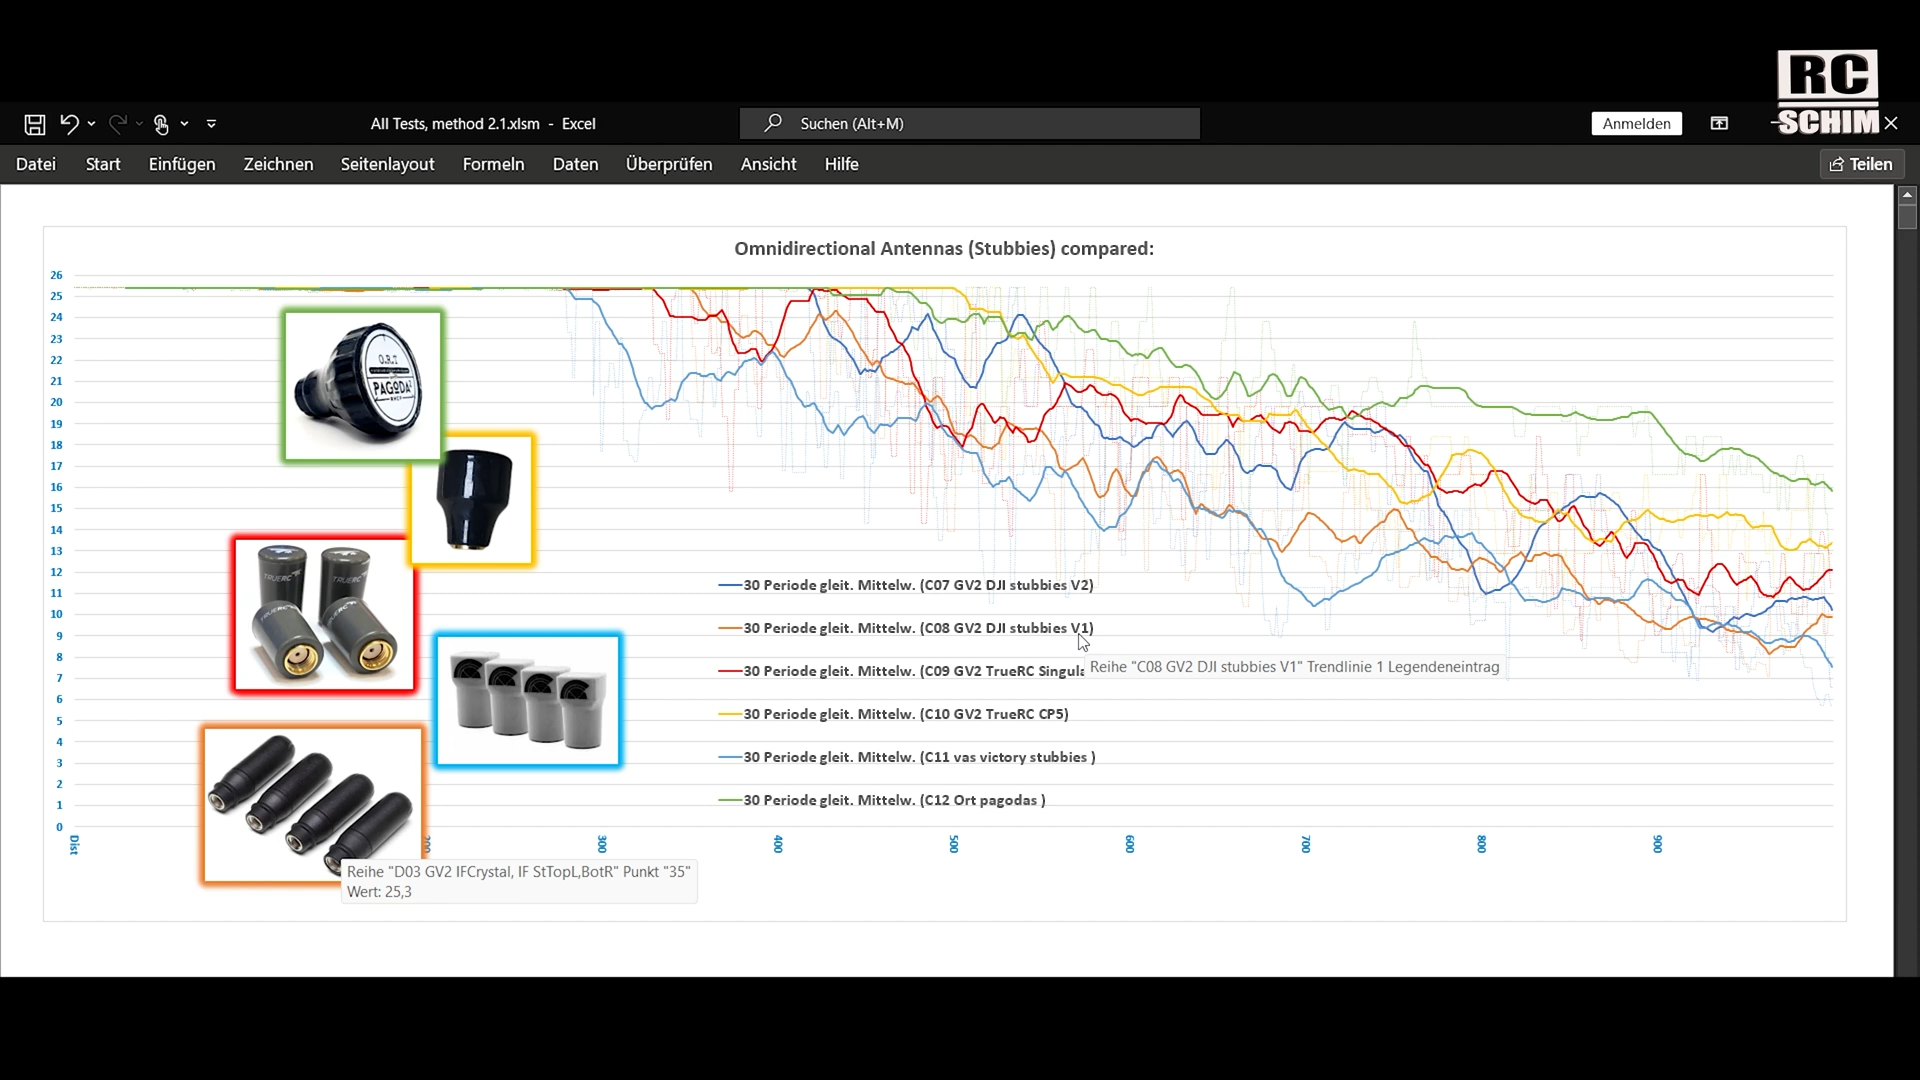 RC
SCHIM
All Tests, method 2.1.xlsm - Excel
Suchen (Alt+M)
Anmelden
Datei Start Einfügen Zeichnen Seitenlayout Formeln Daten Überprüfen Ansicht Hilfe
Teilen
Omnidirectional Antennas (Stubbies) compared:
26
25
24
23
22
21
20
19
18
17
16
15
14
13
12
11
10
9
8
7
6
5
4
3
2
1
0
O.R.T
PAGODA
TRUERC
TRUERC
30 Periode gleit. Mittelw. (C07 GV2 DJI stubbies V2)
30 Periode gleit. Mittelw. (C08 GV2 DJI stubbies V1)
Reihe "C08 GV2 DJI stubbies V1" Trendlinie 1 Legendeneintrag
30 Periode gleit. Mittelw. (C09 GV2 TrueRC Singula
30 Periode gleit. Mittelw. (C10 GV2 TrueRC CP5)
30 Periode gleit. Mittelw. (C11 vas victory stubbies )
30 Periode gleit. Mittelw. (C12 Ort pagodas )
Dist 300 400 500 600 700 800 900
Reihe "D03 GV2 IFCrystal, IF StTopL,BotR" Punkt "35"
Wert: 25,3